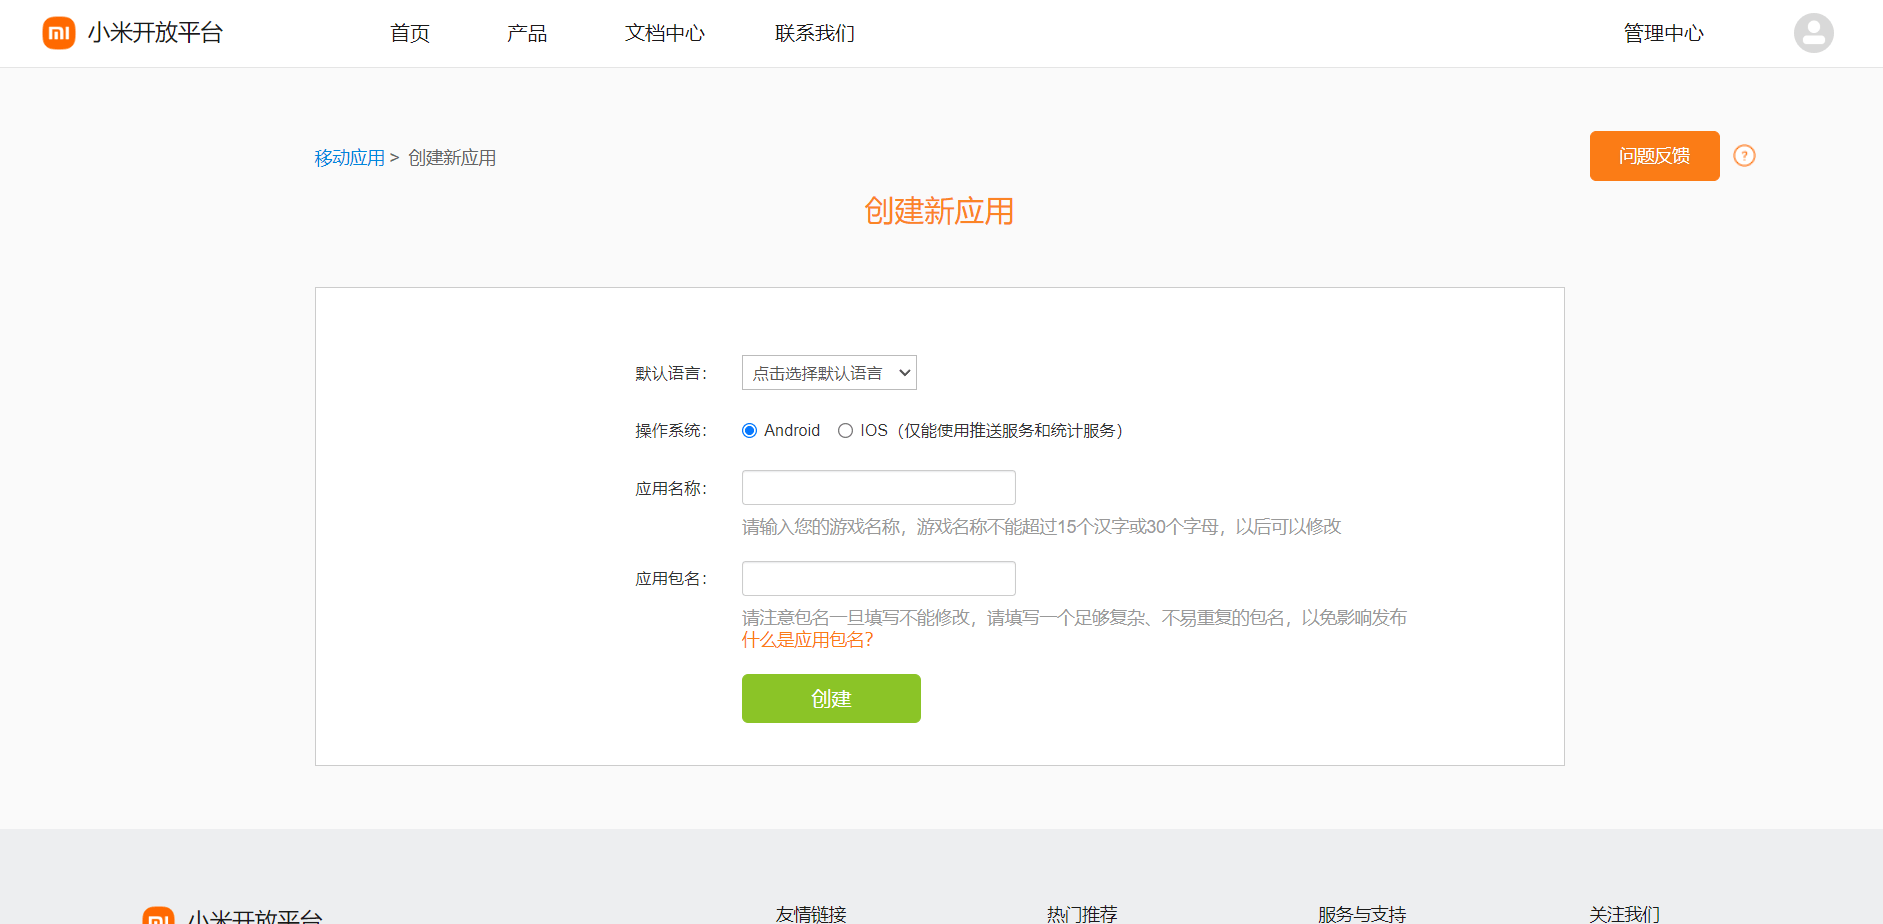 小米开放平台 首页 产品 文档中心 联系我们 管理中心
移动应用 > 创建新应用 问题反馈 ?
创建新应用
默认语言： 点击选择默认语言
操作系统： Android IOS（仅能使用推送服务和统计服务）
应用名称：
请输入您的游戏名称，游戏名称不能超过15个汉字或30个字母，以后可以修改
应用包名：
请注意包名一旦填写不能修改，请填写一个足够复杂、不易重复的包名，以免影响发布
什么是应用包名？
创建
小米开放平台 友情链接 热门推荐 服务与支持 关注我们